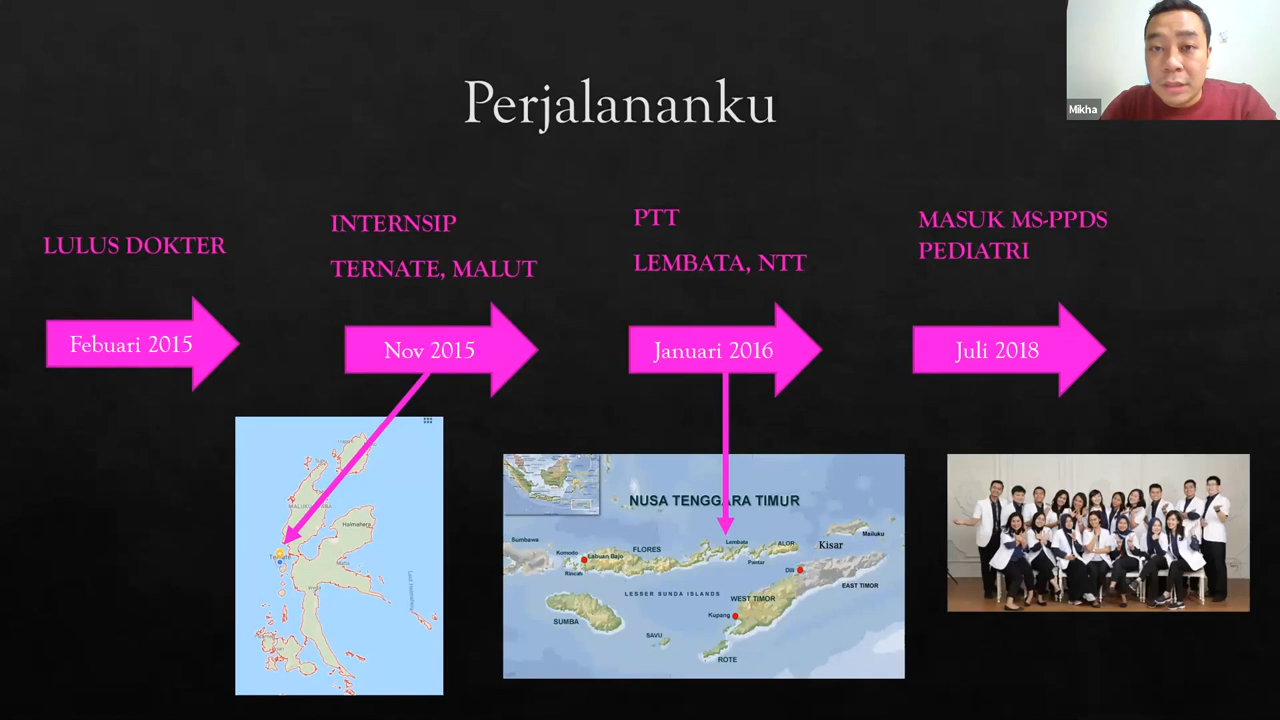 Perjalananku
Mikha
LULUS DOKTER
INTERNSIP
TERNATE, MALUT
PTT
LEMBATA, NTT
MASUK MS-PPDS
PEDIATRI
Febuari 2015
Nov 2015
Januari 2016
Juli 2018
Halmahera
NUSA TENGGARA TIMUR
Sumbawa
Komodo
Labuan Bajo
Rincah
FLORES
Lembata
ALOR
Pantar
Kisar
Maluku
Dili
EAST TIMOR
LESSER SUNDA ISLANDS
WEST TIMOR
SUMBA
Kupang
SAVU
ROTE